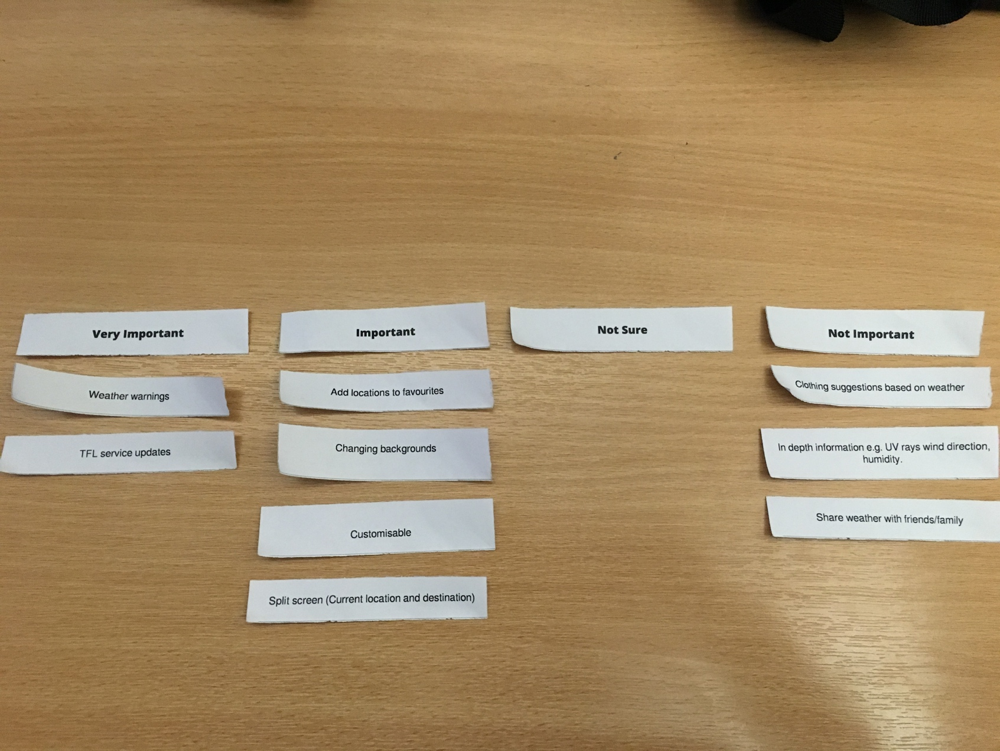 Very Important
Weather warnings
TFL service updates
Important
Add locations to favourites
Changing backgrounds
Customisable
Split screen (Current location and destination)
Not Sure
Not Important
Clothing suggestions based on weather
In depth information e.g. UV rays wind direction,
humidity.
Share weather with friends/family